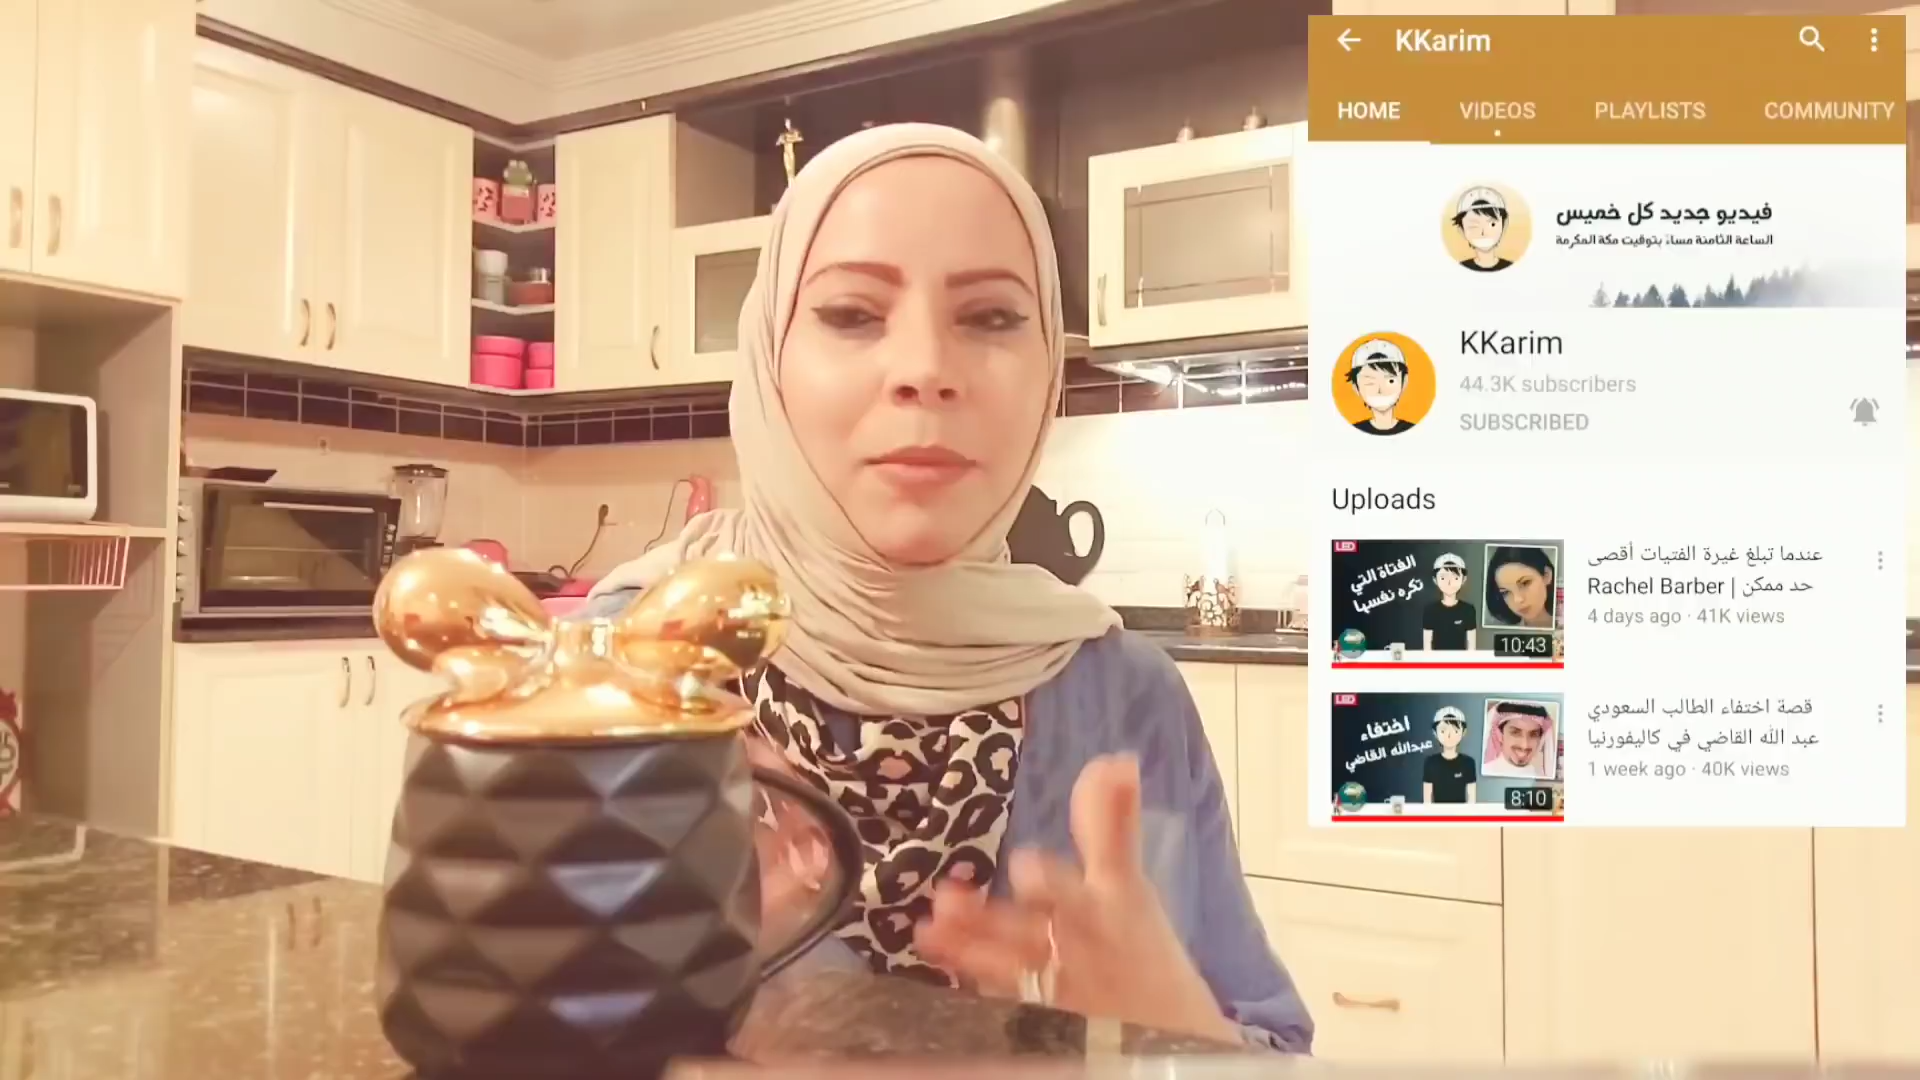 KKarim
HOME VIDEOS PLAYLISTS COMMUNITY
فيديو جديد كل خميس
الساعة الثامنة مساءً بتوقيت مكة المكرمة
KKarim
44.3K subscribers
SUBSCRIBED
Uploads
LED
الفتاة التي
تكره نفسها
10:43
عندما تبلغ غيرة الفتيات أقصى
حد ممكن | Rachel Barber
4 days ago · 41K views
LED
اختفاء
عبدالله القاضي
8:10
قصة اختفاء الطالب السعودي
عبد الله القاضي في كاليفورنيا
1 week ago · 40K views